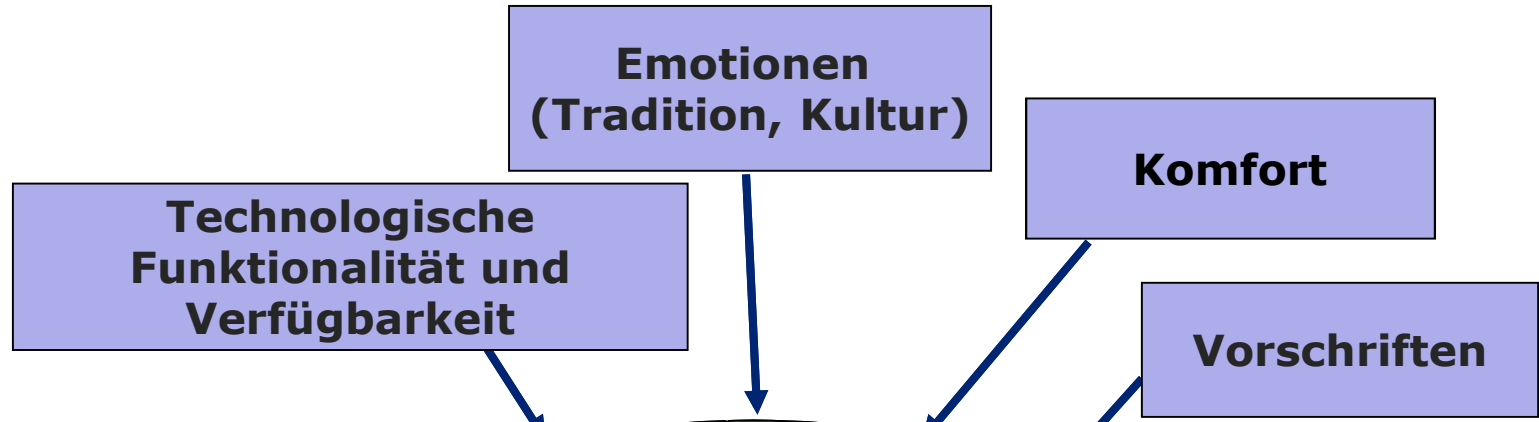 Emotionen
(Tradition, Kultur)
Komfort
Technologische
Funktionalität und
Verfügbarkeit
Vorschriften